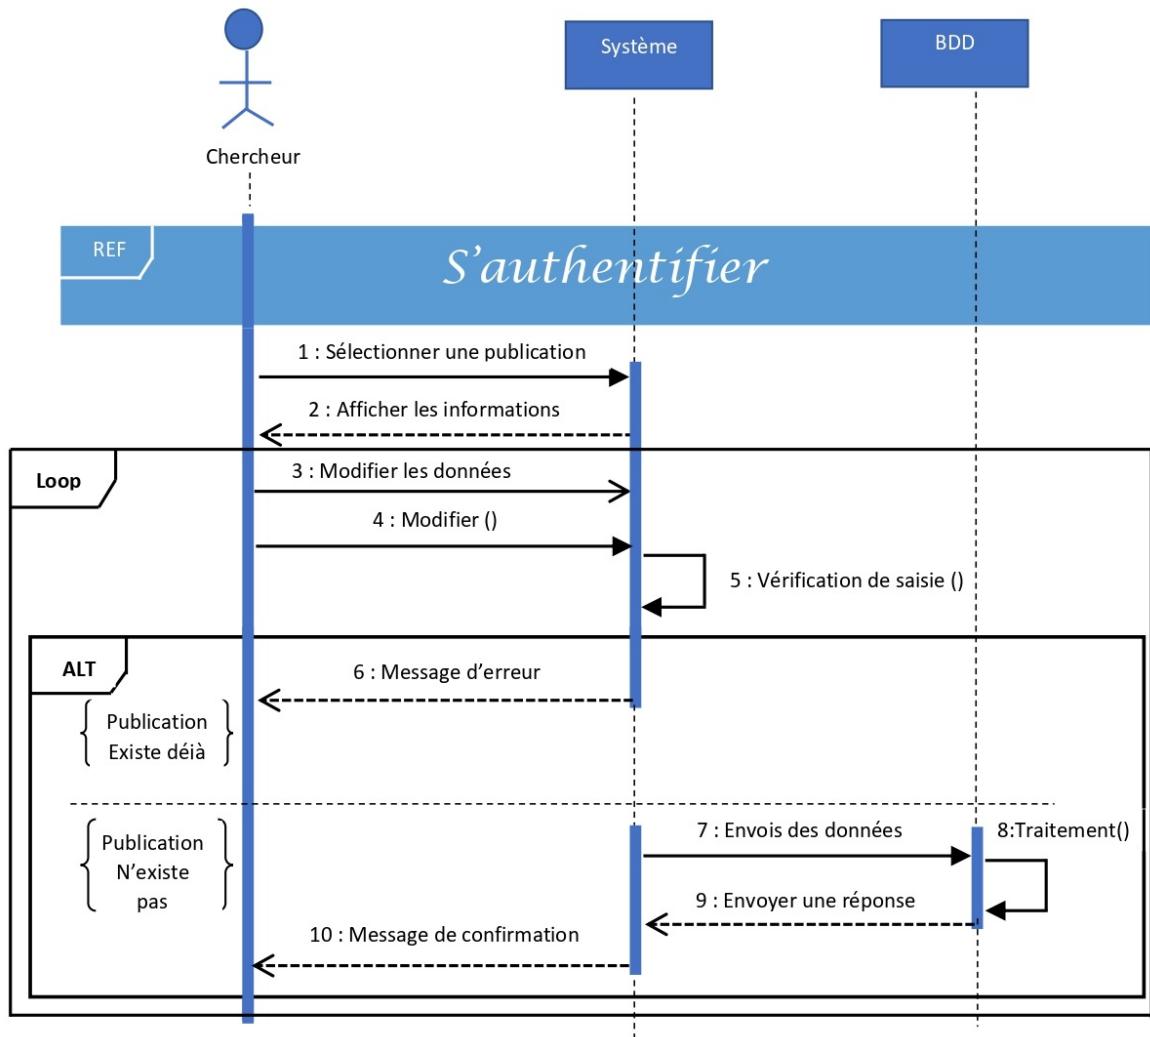 Système
BDD
Chercheur
REF
S'authentifier
1 : Sélectionner une publication
2 : Afficher les informations
Loop
3 : Modifier les données
4 : Modifier ()
5 : Vérification de saisie ()
ALT
6 : Message d'erreur
Publication
Existe déjà
7 : Envois des données
8:Traitement()
Publication
N'existe
pas
9 : Envoyer une réponse
10 : Message de confirmation